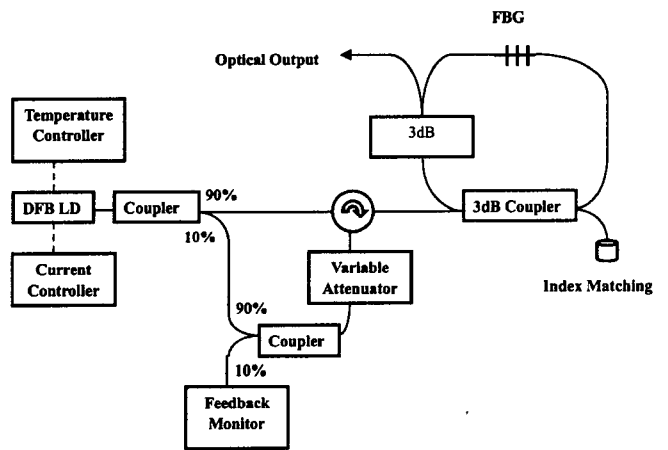 FBG
Optical Output
Temperature
Controller
3dB
DFB LD
Coupler
90%
3dB Coupler
10%
Current
Controller
Variable
Attenuator
Index Matching
90%
Coupler
10%
Feedback
Monitor